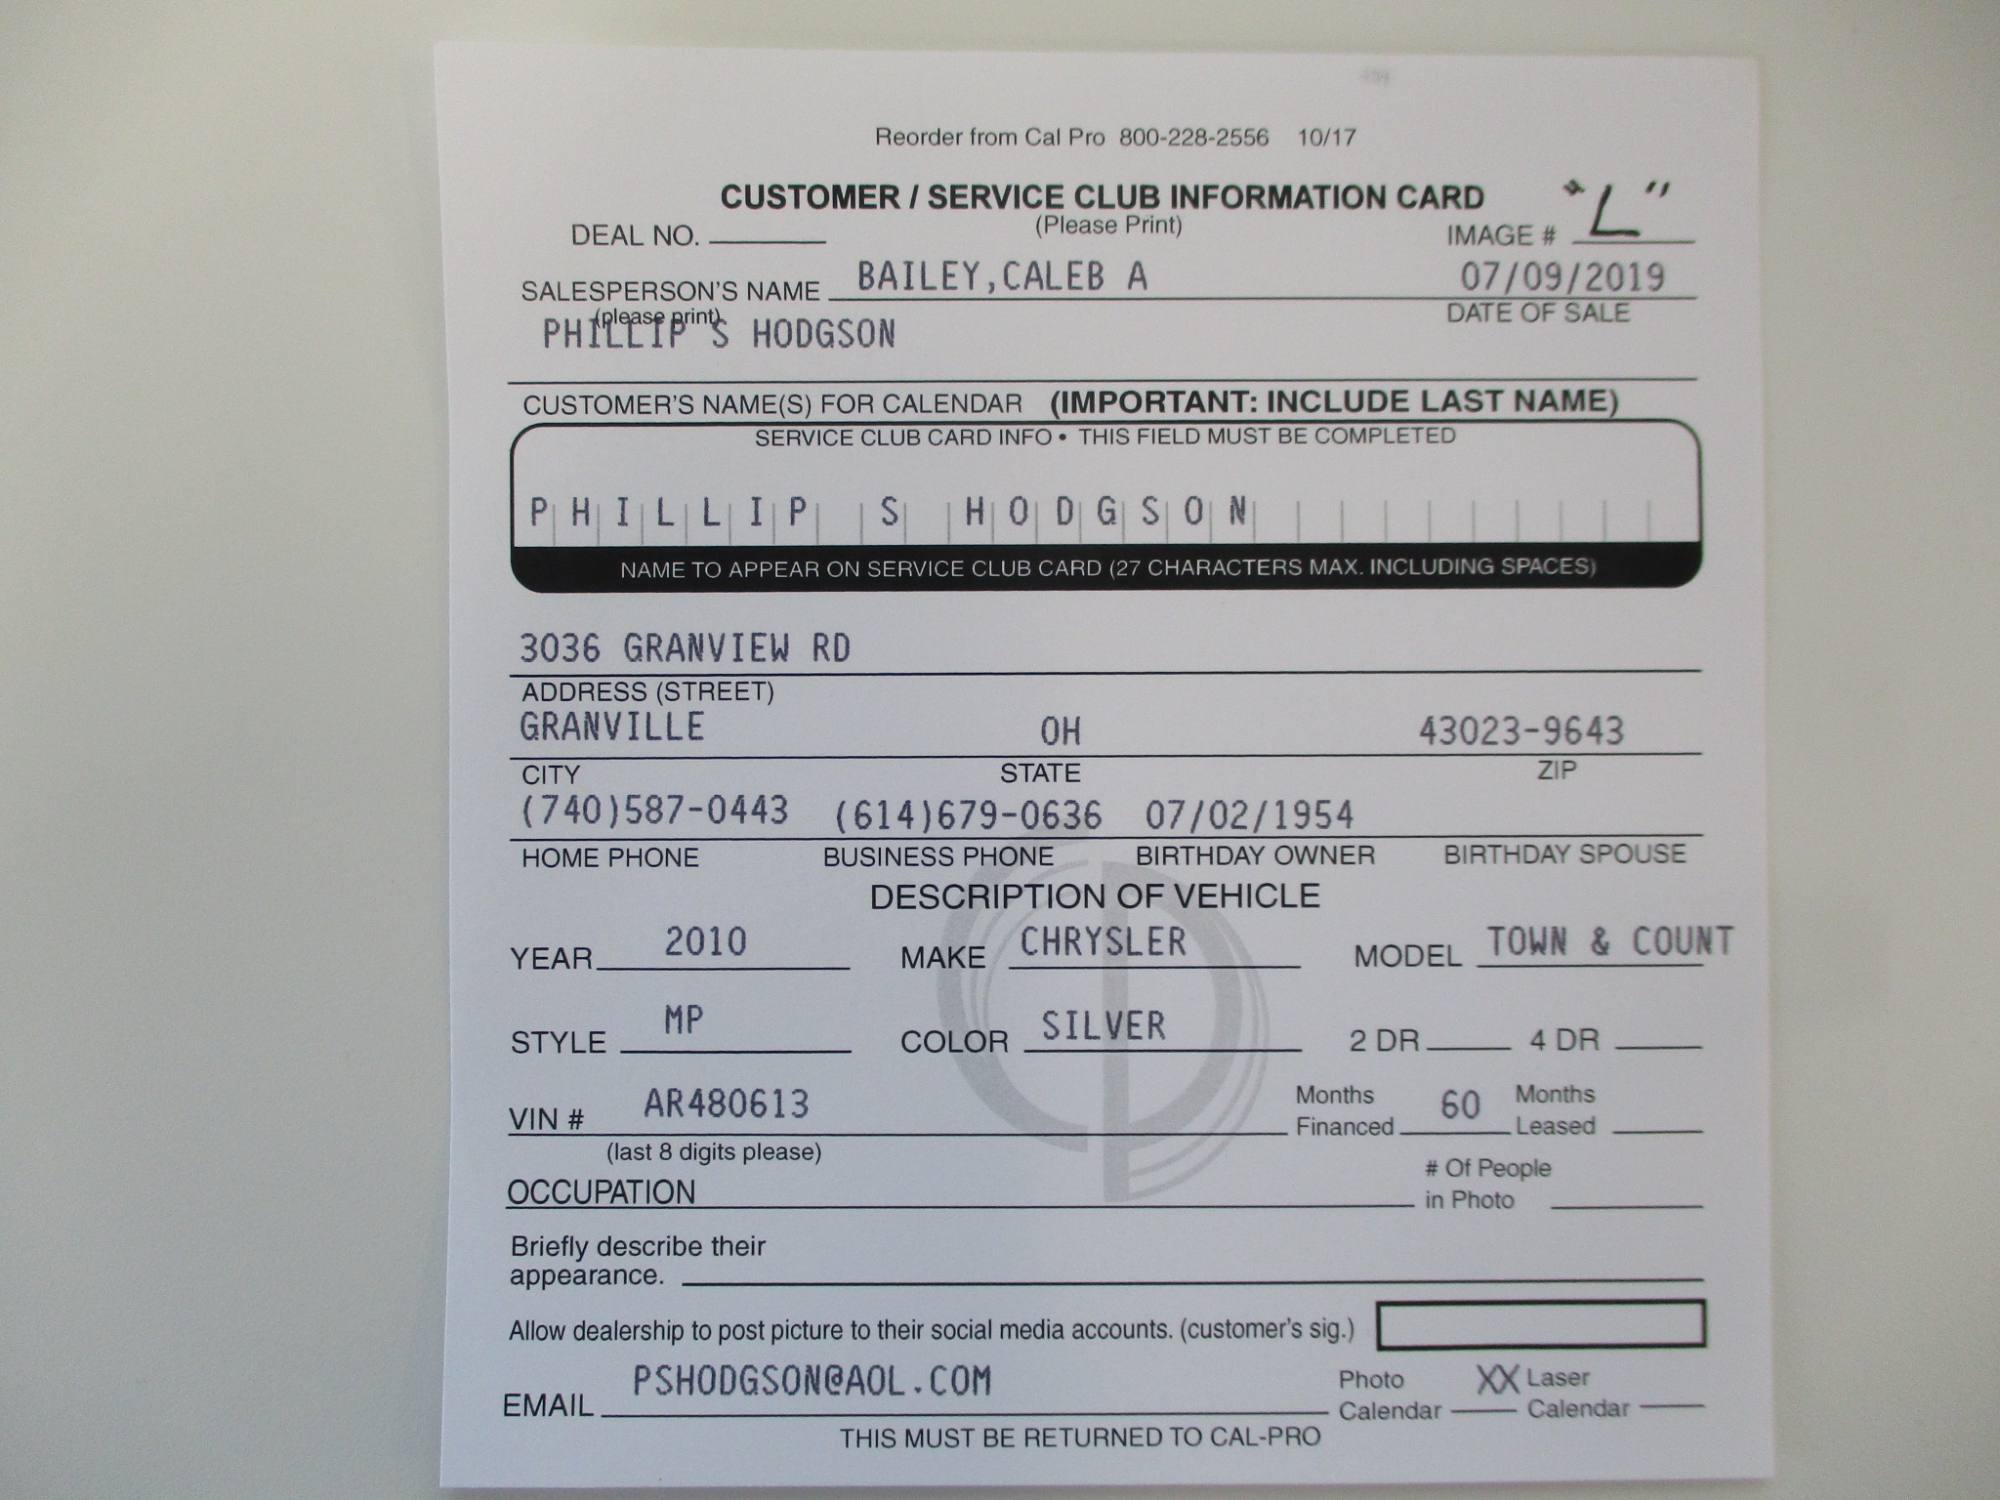 Reorder from Cal Pro 800-228-2556 10/17
CUSTOMER / SERVICE CLUB INFORMATION CARD
(Please Print)
DEAL NO.
IMAGE # "L"
SALESPERSON'S NAME BAILEY,CALEB A 07/09/2019
(please print) DATE OF SALE
PHILLIP S HODGSON
CUSTOMER'S NAME(S) FOR CALENDAR (IMPORTANT: INCLUDE LAST NAME)
SERVICE CLUB CARD INFO • THIS FIELD MUST BE COMPLETED
PHILLIP S HODGSON
NAME TO APPEAR ON SERVICE CLUB CARD (27 CHARACTERS MAX. INCLUDING SPACES)
3036 GRANVIEW RD
ADDRESS (STREET)
GRANVILLE OH 43023-9643
CITY STATE ZIP
(740)587-0443 (614)679-0636 07/02/1954
HOME PHONE BUSINESS PHONE BIRTHDAY OWNER BIRTHDAY SPOUSE
DESCRIPTION OF VEHICLE
YEAR 2010 MAKE CHRYSLER MODEL TOWN & COUNT
STYLE MP COLOR SILVER 2 DR 4 DR
VIN # AR480613 Months Financed 60 Months Leased
(last 8 digits please)
OCCUPATION # Of People in Photo
Briefly describe their
appearance.
Allow dealership to post picture to their social media accounts. (customer's sig.)
EMAIL PSHODGSON@AOL.COM Photo Calendar XX Laser Calendar
THIS MUST BE RETURNED TO CAL-PRO